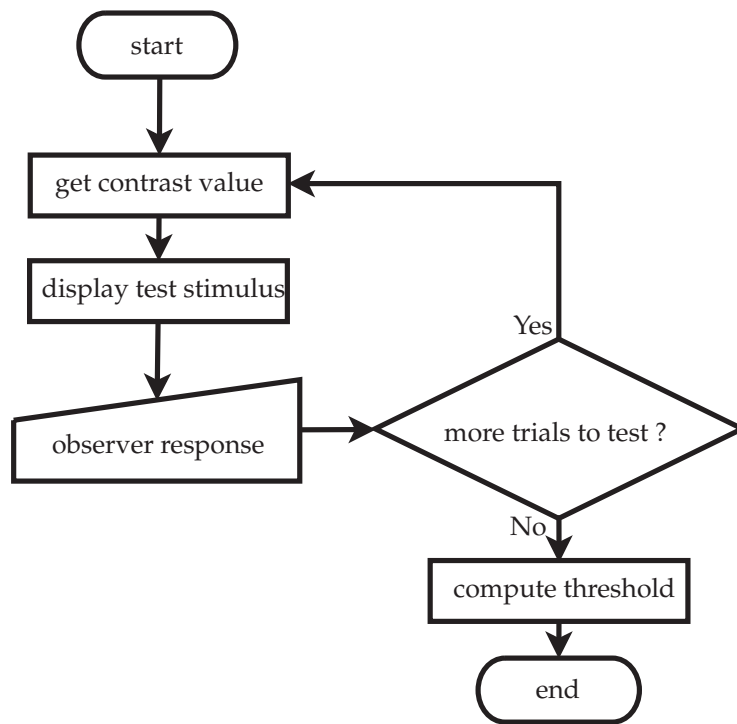 start
get contrast value
display test stimulus
observer response
more trials to test ?
Yes
No
compute threshold
end